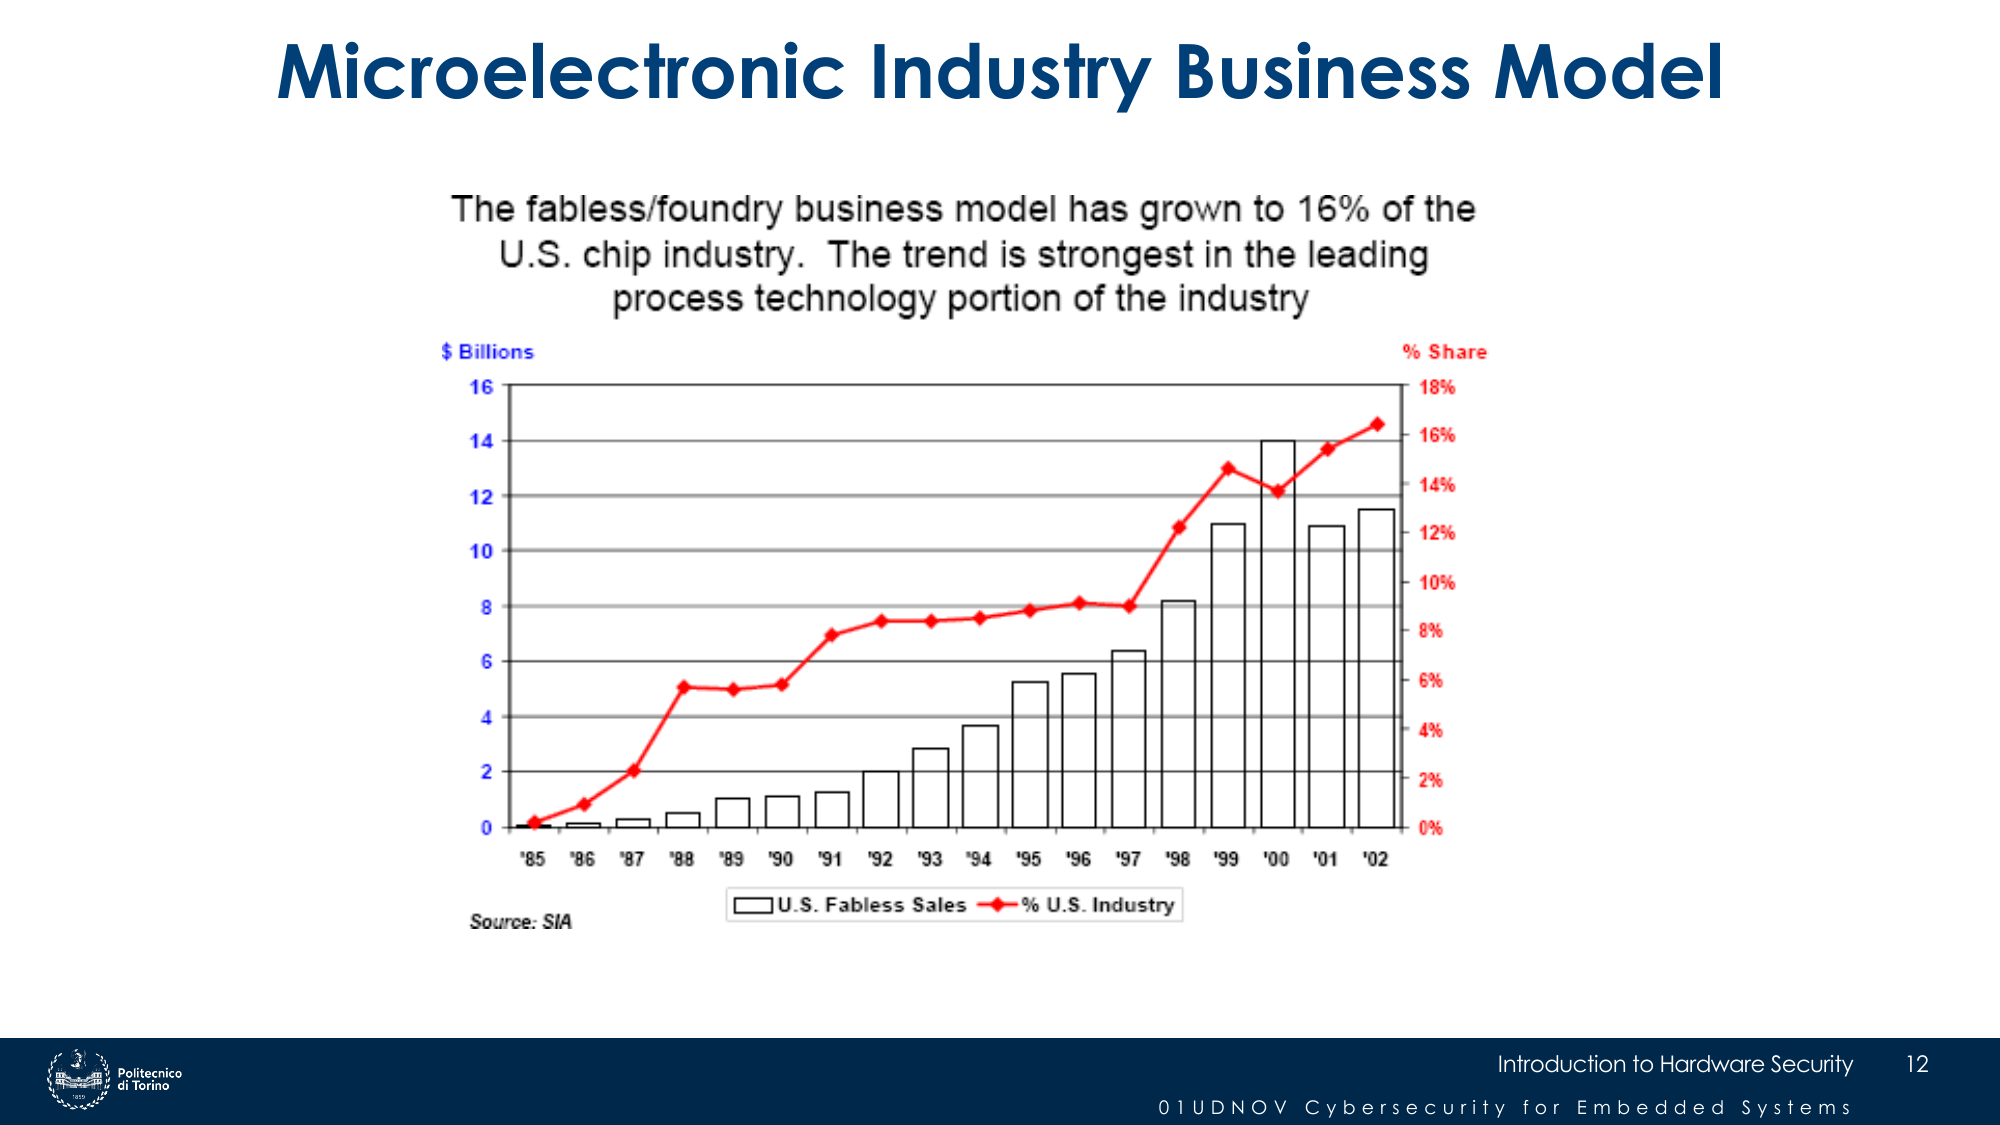 Microelectronic Industry Business Model
The fabless/foundry business model has grown to 16% of the
U.S. chip industry. The trend is strongest in the leading
process technology portion of the industry
$ Billions
% Share
16
14
12
10
8
6
4
2
0
18%
16%
14%
12%
10%
8%
6%
4%
2%
0%
'85 '86 '87 '88 '89 '90 '91 '92 '93 '94 '95 '96 '97 '98 '99 '00 '01 '02
U.S. Fabless Sales % U.S. Industry
Source: SIA
Politecnico
di Torino
1859
Introduction to Hardware Security 12
01UDNOV Cybersecurity for Embedded Systems